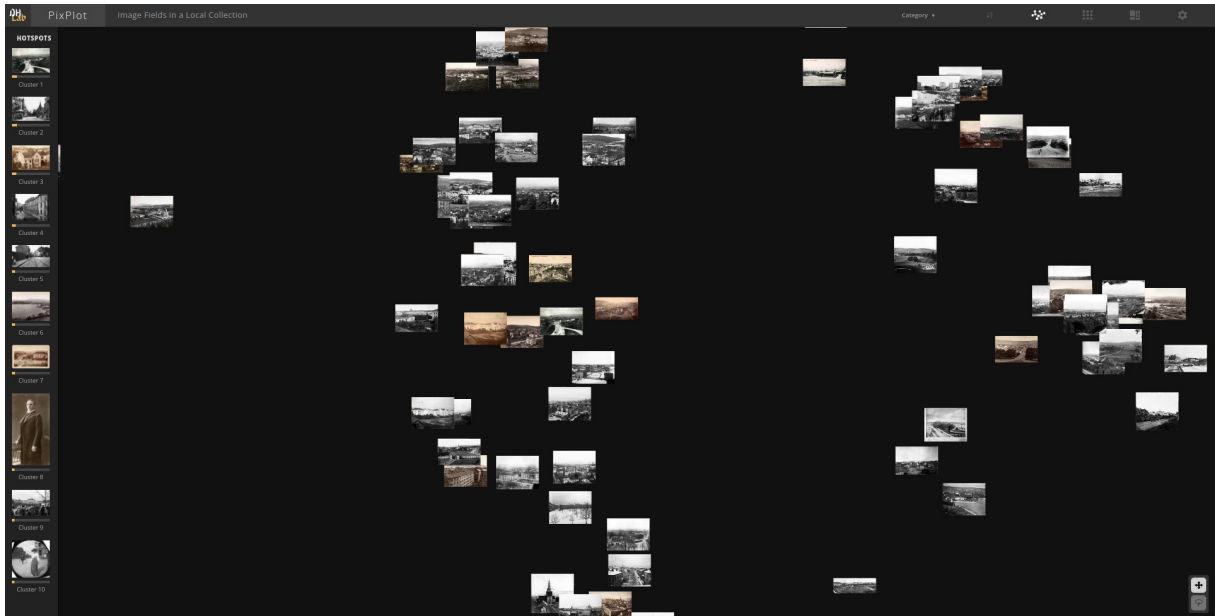 DH
Lab
PixPlot
Image Fields in a Local Collection
Category
HOTSPOTS
Cluster 1
Cluster 2
Cluster 3
Cluster 4
Cluster 5
Cluster 6
Cluster 7
Cluster 8
Cluster 9
Cluster 10